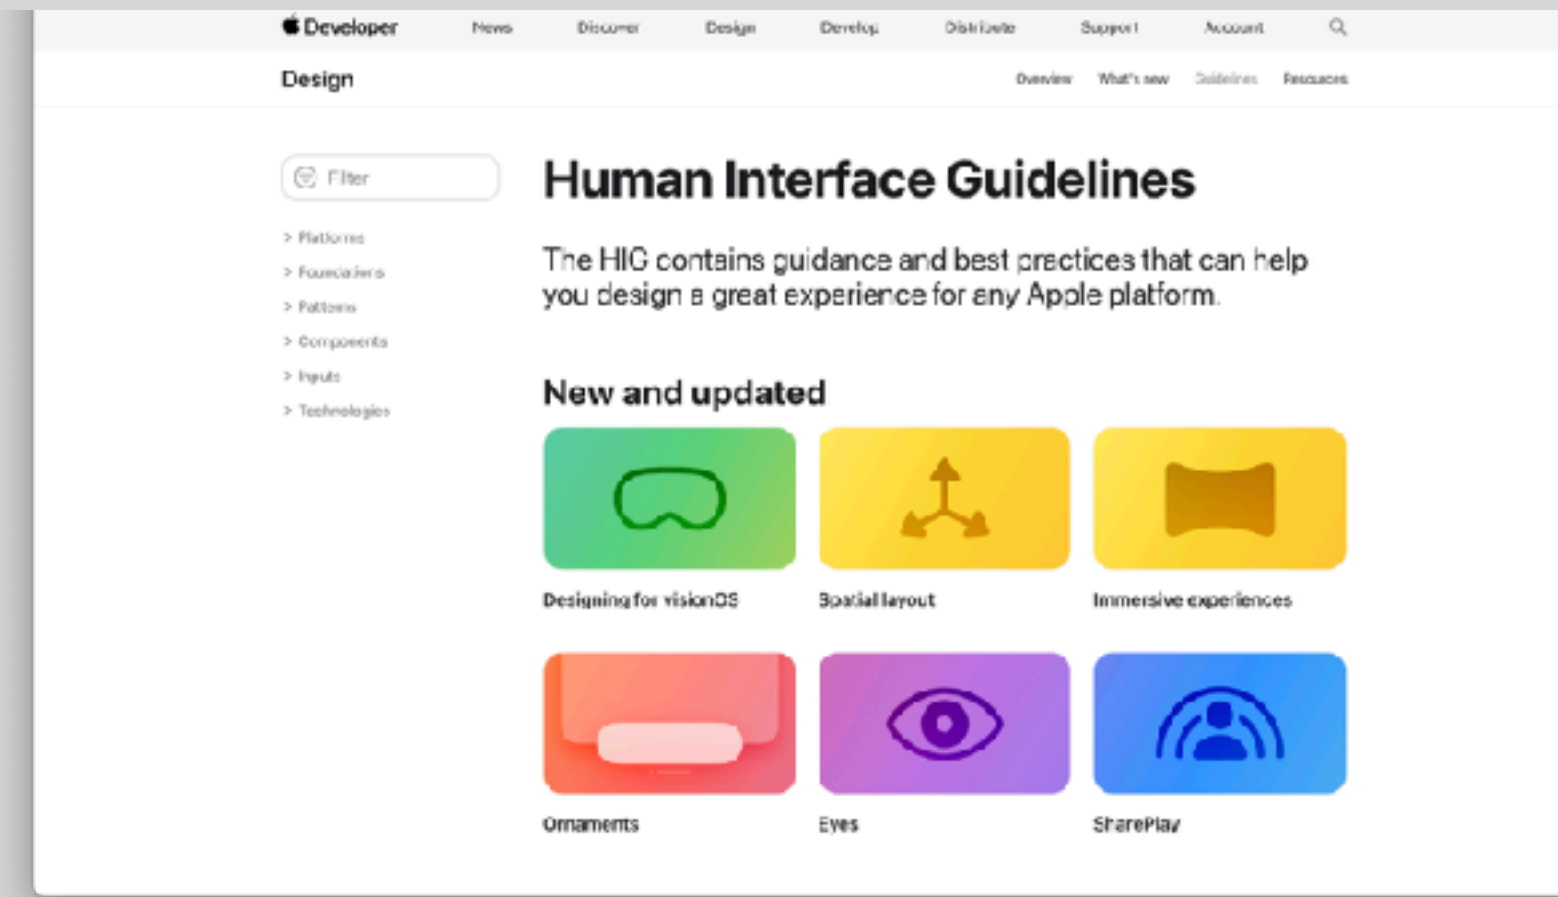 Developer News Discover Design Develop Distribute Support Account
Design Overview What's new Guidelines Resources
Filter
> Platforms
> Foundations
> Patterns
> Components
> Inputs
> Technologies
Human Interface Guidelines
The HIG contains guidance and best practices that can help
you design a great experience for any Apple platform.
New and updated
Designing for visionOS Spatial layout Immersive experiences
Ornaments Eyes SharePlay